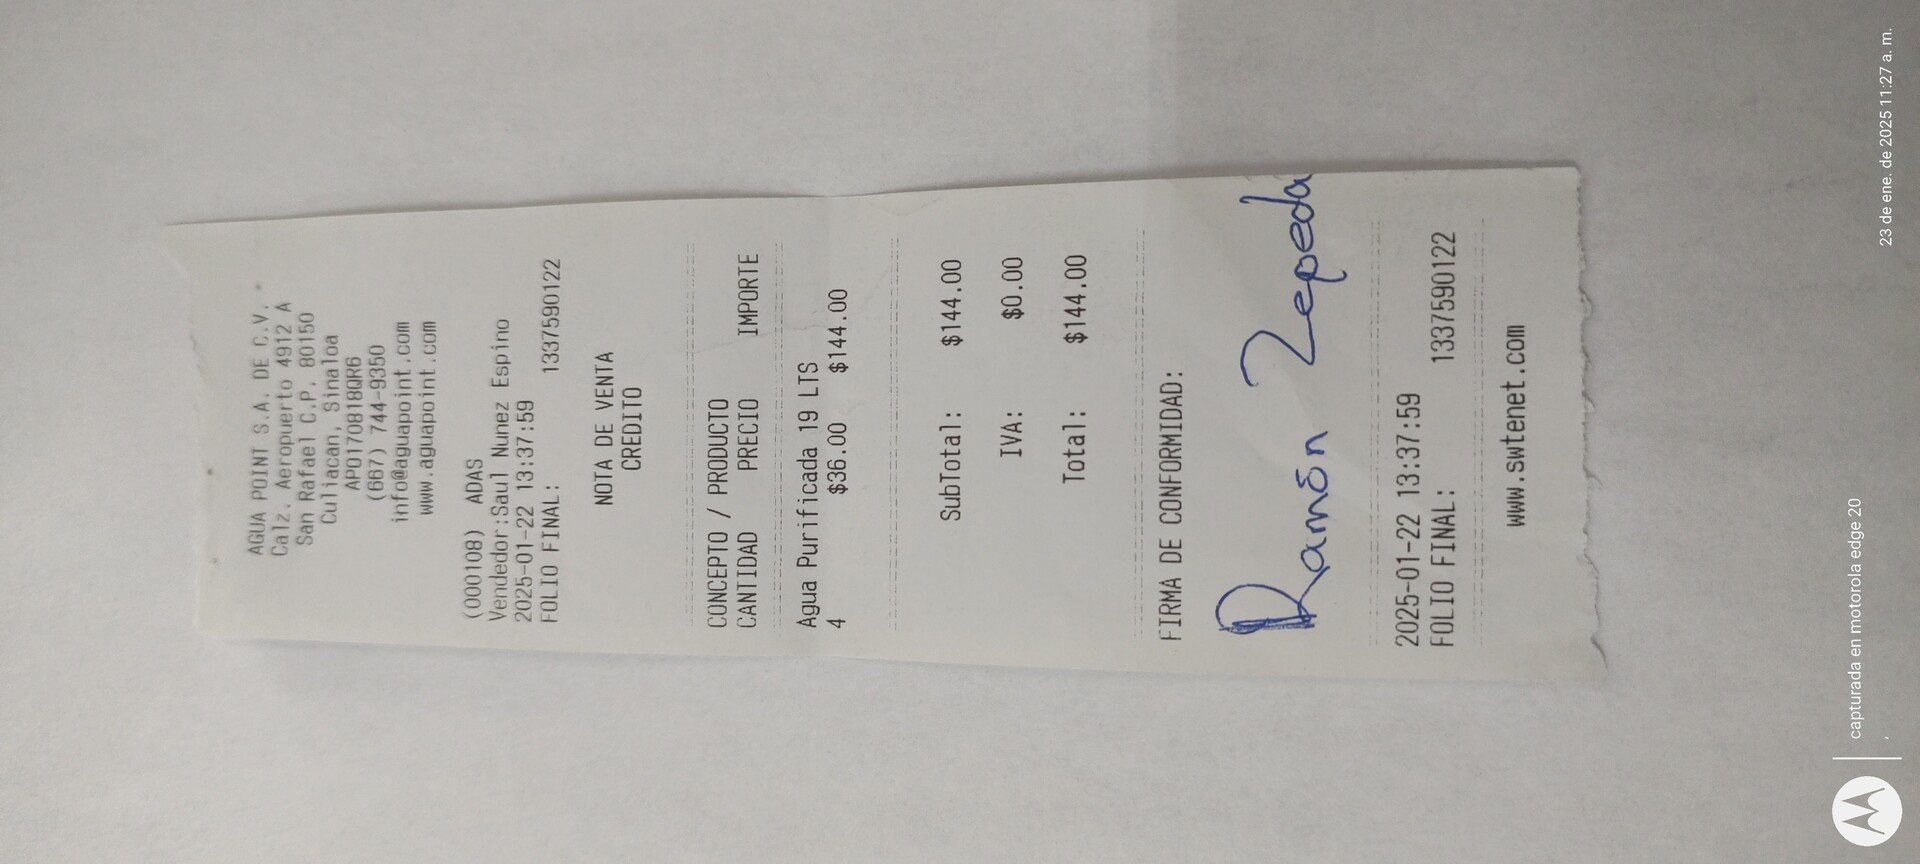 AGUA POINT S.A. DE C.V.
Calz. Aeropuerto 4912 A
San Rafael C.P. 80150
Culiacan, Sinaloa
APO170818QR6
(667) 744-9350
info@aguapoint.com
www.aguapoint.com
(000108) ADAS
Vendedor:Saul Nunez Espino
2025-01-22 13:37:59
FOLIO FINAL: 1337590122
NOTA DE VENTA
CREDITO
CONCEPTO / PRODUCTO
CANTIDAD PRECIO IMPORTE
Agua Purificada 19 LTS
4 $36.00 $144.00
SubTotal: $144.00
IVA: $0.00
Total: $144.00
FIRMA DE CONFORMIDAD:
Ramón Zepeda
2025-01-22 13:37:59
FOLIO FINAL: 1337590122
www.swtenet.com
capturada en motorola edge 20
23 de ene. de 2025 11:27 a. m.